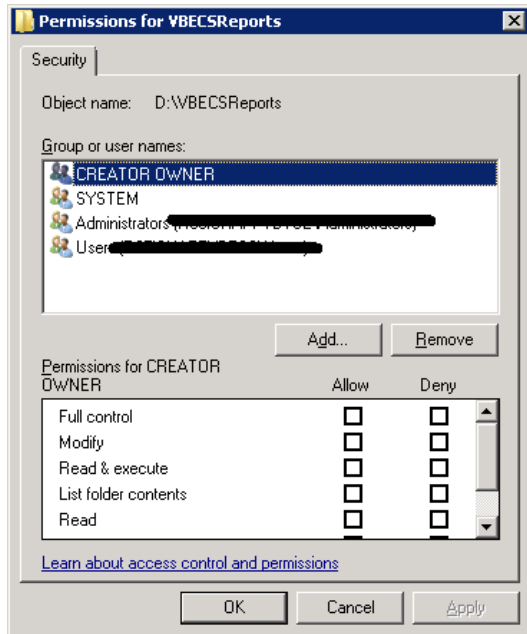 Permissions for VBECSReports
Security
Object name: D:\VBECSReports
Group or user names:
CREATOR OWNER
SYSTEM
Administrators
Users
Add... Remove
Permissions for CREATOR
OWNER Allow Deny
Full control
Modify
Read & execute
List folder contents
Read
Learn about access control and permissions
OK Cancel Apply